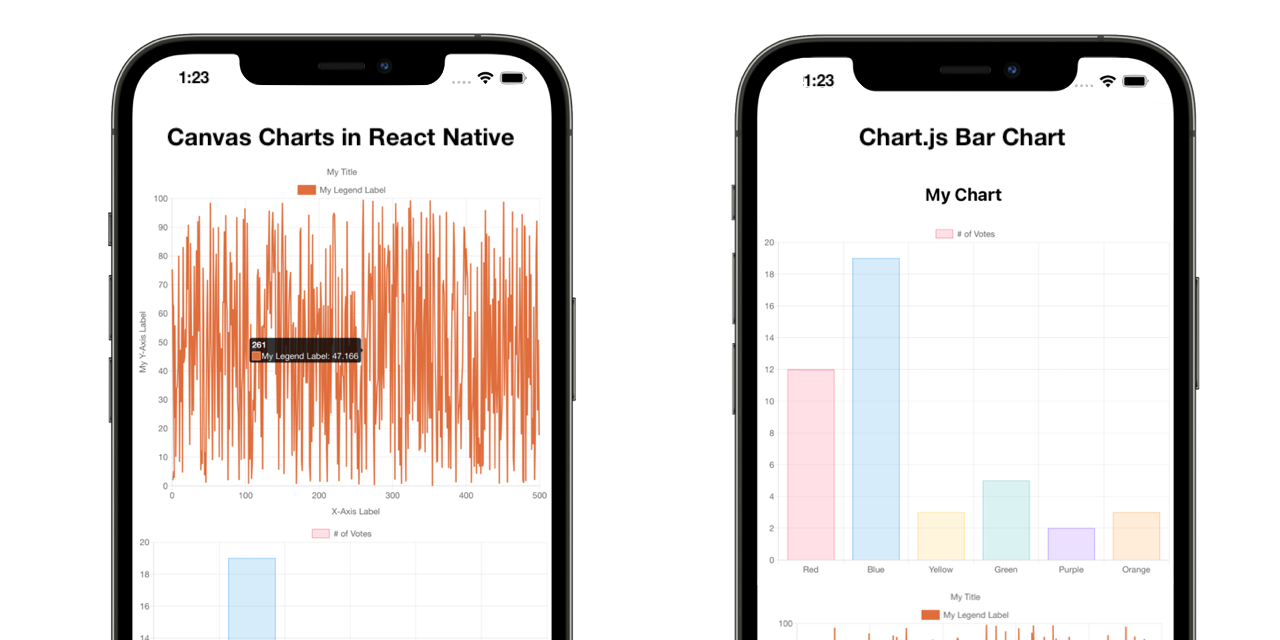 1:23
Canvas Charts in React Native
My Title
My Legend Label
100
90
80
70
60
50
40
30
20
10
0
My Y-Axis Label
261
My Legend Label: 47.166
0 100 200 300 400 500
X-Axis Label
# of Votes
20
18
16
14
1:23
Chart.js Bar Chart
My Chart
# of Votes
20
18
16
14
12
10
8
6
4
2
0
Red Blue Yellow Green Purple Orange
My Title
My Legend Label
100